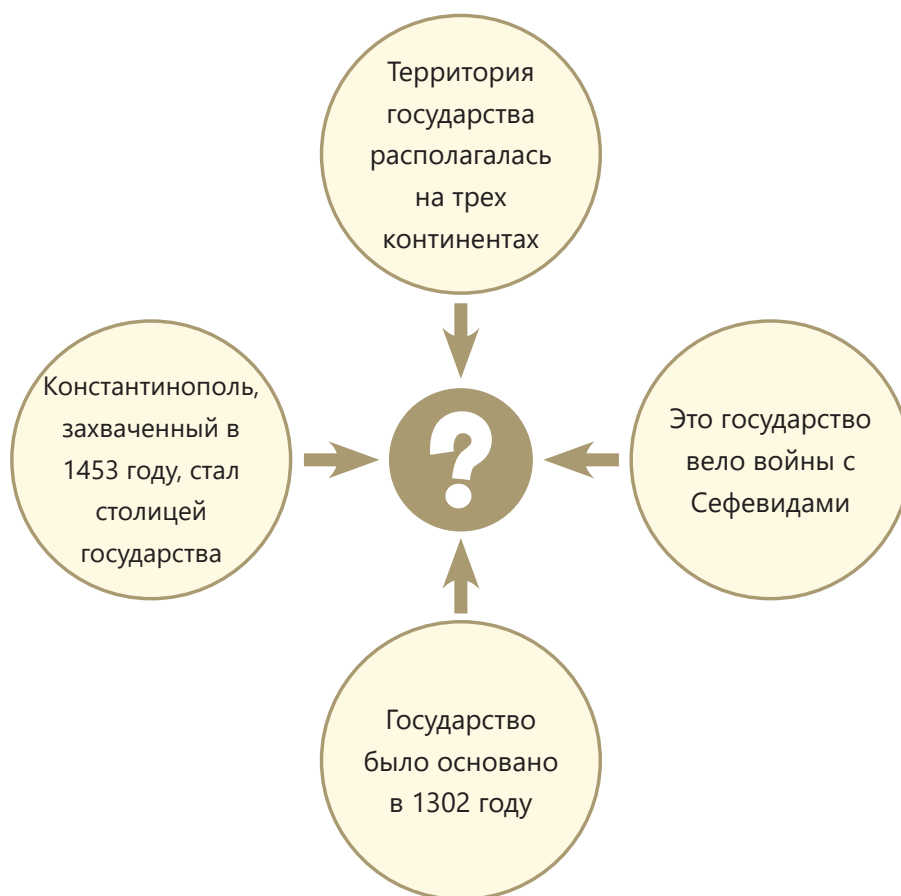 Территория
государства
располагалась
на трех
континентах
Константинополь,
захваченный в
1453 году, стал
столицей
государства
?
Это государство
вело войны с
Сефевидами
Государство
было основано
в 1302 году